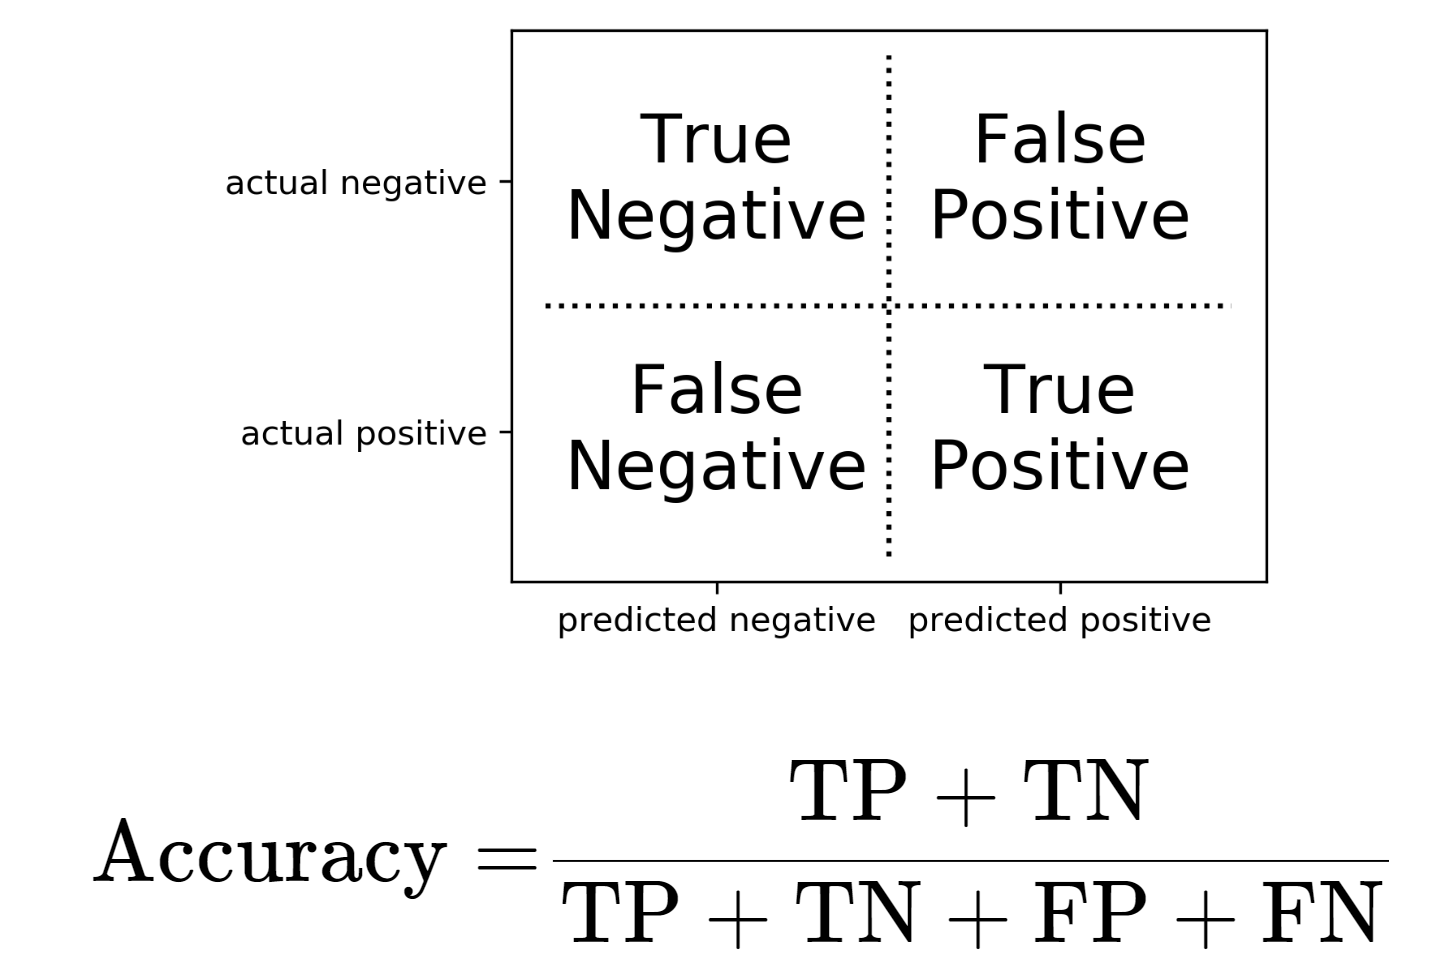 True
Negative
False
Positive
actual negative
False
Negative
True
Positive
actual positive
predicted negative
predicted positive
Accuracy = TP + TN
TP + TN + FP + FN